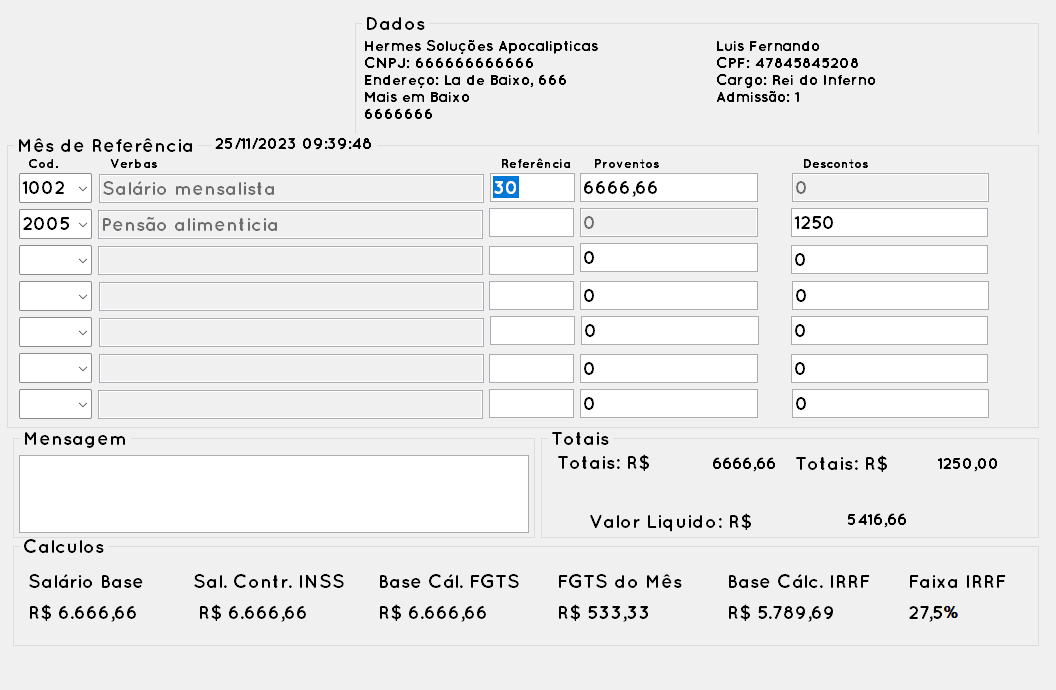 Dados
Hermes Soluções Apocalipticas
CNPJ: 666666666666
Endereço: La de Baixo, 666
Mais em Baixo
6666666
Luis Fernando
CPF: 47845845208
Cargo: Rei do Inferno
Admissão: 1
Mês de Referência 25/11/2023 09:39:48
Cod. Verbas Referência Proventos Descontos
1002 Salário mensalista 30 6666,66 0
2005 Pensão alimenticia 0 1250
0 0
0 0
0 0
0 0
0 0
Mensagem
Totais
Totais: R$ 6666,66 Totais: R$ 1250,00
Valor Liquido: R$ 5416,66
Calculos
Salário Base Sal. Contr. INSS Base Cál. FGTS FGTS do Mês Base Cálc. IRRF Faixa IRRF
R$ 6.666,66 R$ 6.666,66 R$ 6.666,66 R$ 533,33 R$ 5.789,69 27,5%